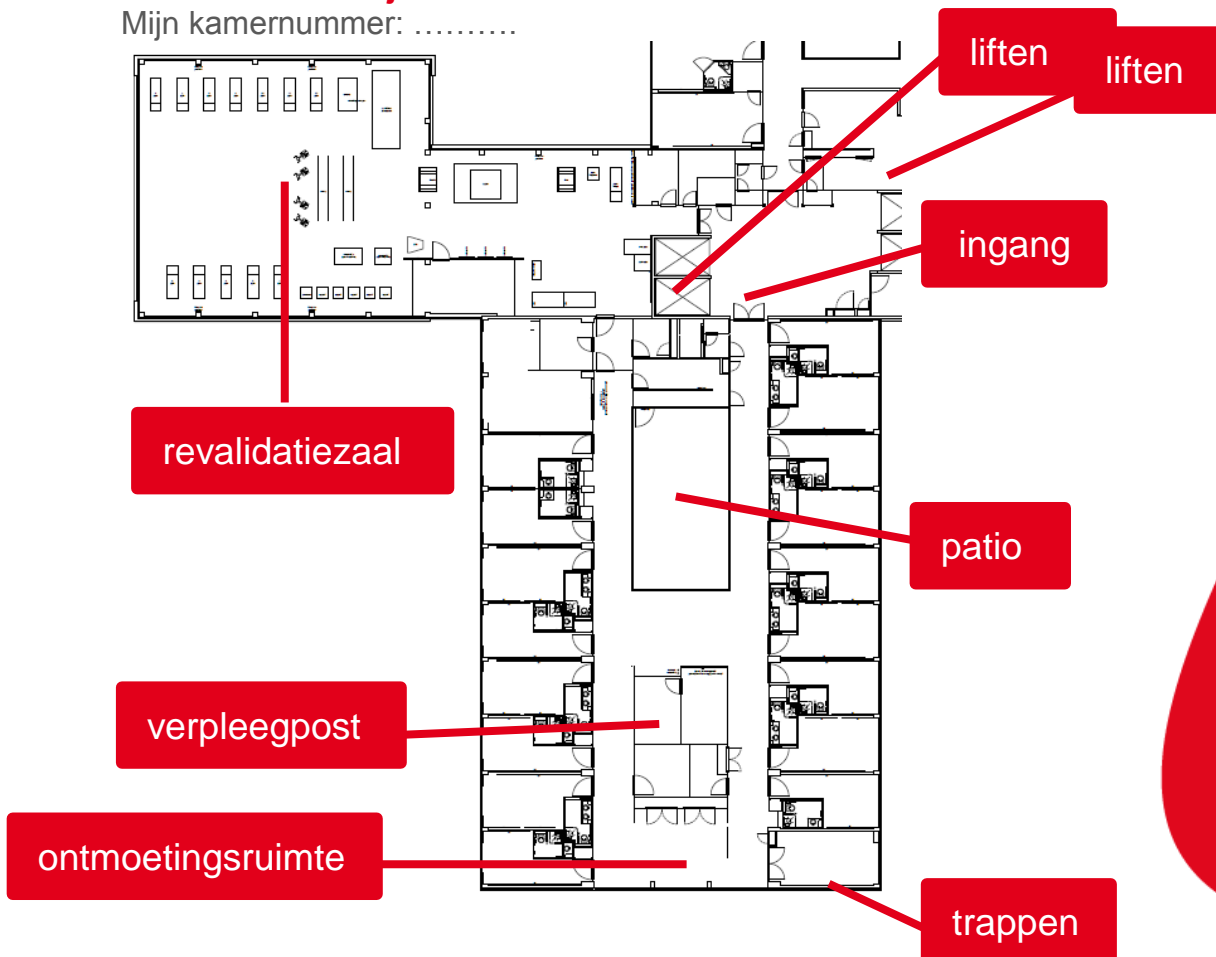 Mijn kamernummer: ……….
liften
liften
ingang
revalidatiezaal
patio
verpleegpost
ontmoetingsruimte
trappen